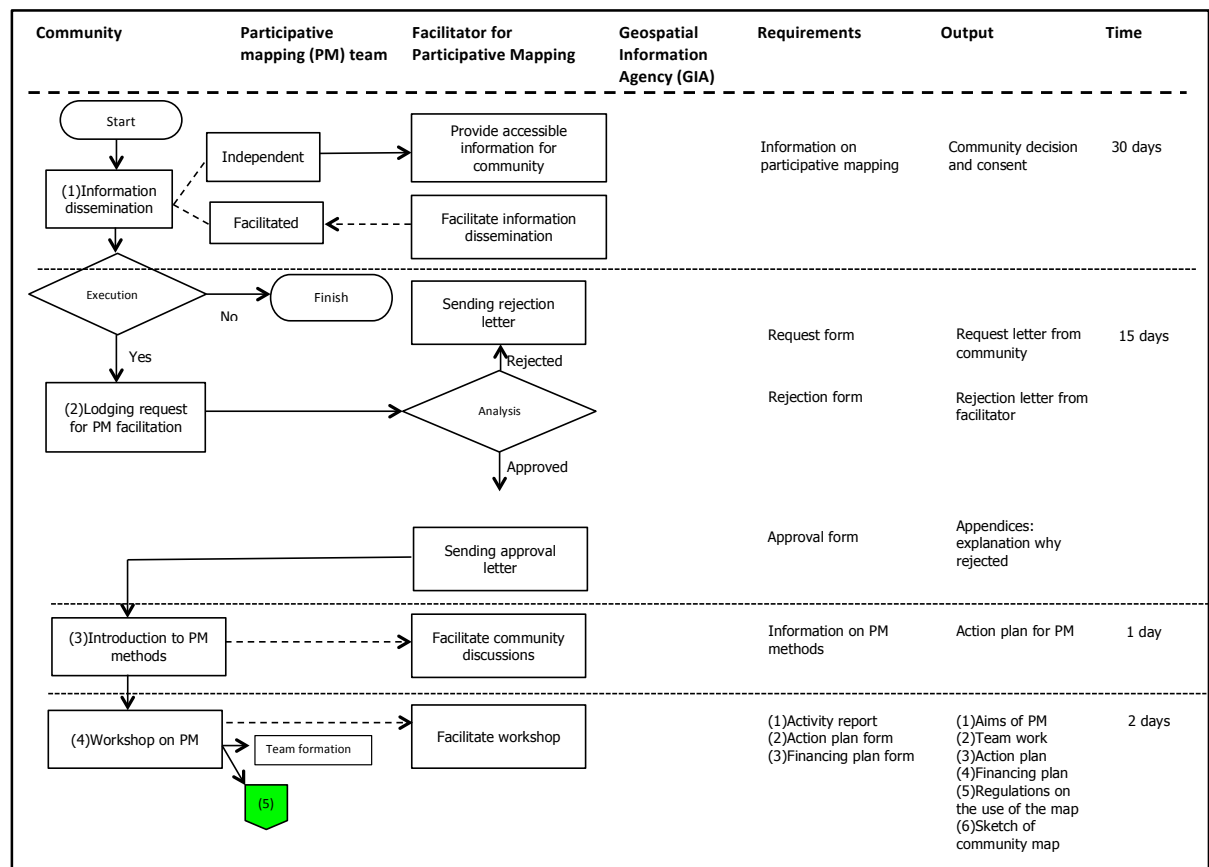 Community
Participative
mapping (PM) team
Facilitator for
Participative Mapping
Geospatial
Information
Agency (GIA)
Requirements
Output
Time
Start
Independent
Provide accessible
information for
community
Information on
participative mapping
Community decision
and consent
30 days
(1)Information
dissemination
Facilitated
Facilitate information
dissemination
Execution
No
Finish
Yes
Sending rejection
letter
Rejected
Request form
Request letter from
community
15 days
(2)Lodging request
for PM facilitation
Analysis
Rejection form
Rejection letter from
facilitator
Approved
Sending approval
letter
Approval form
Appendices:
explanation why
rejected
(3)Introduction to PM
methods
Facilitate community
discussions
Information on PM
methods
Action plan for PM
1 day
(4)Workshop on PM
Team formation
(5)
Facilitate workshop
(1)Activity report
(2)Action plan form
(3)Financing plan form
(1)Aims of PM
(2)Team work
(3)Action plan
(4)Financing plan
(5)Regulations on
the use of the map
(6)Sketch of
community map
2 days